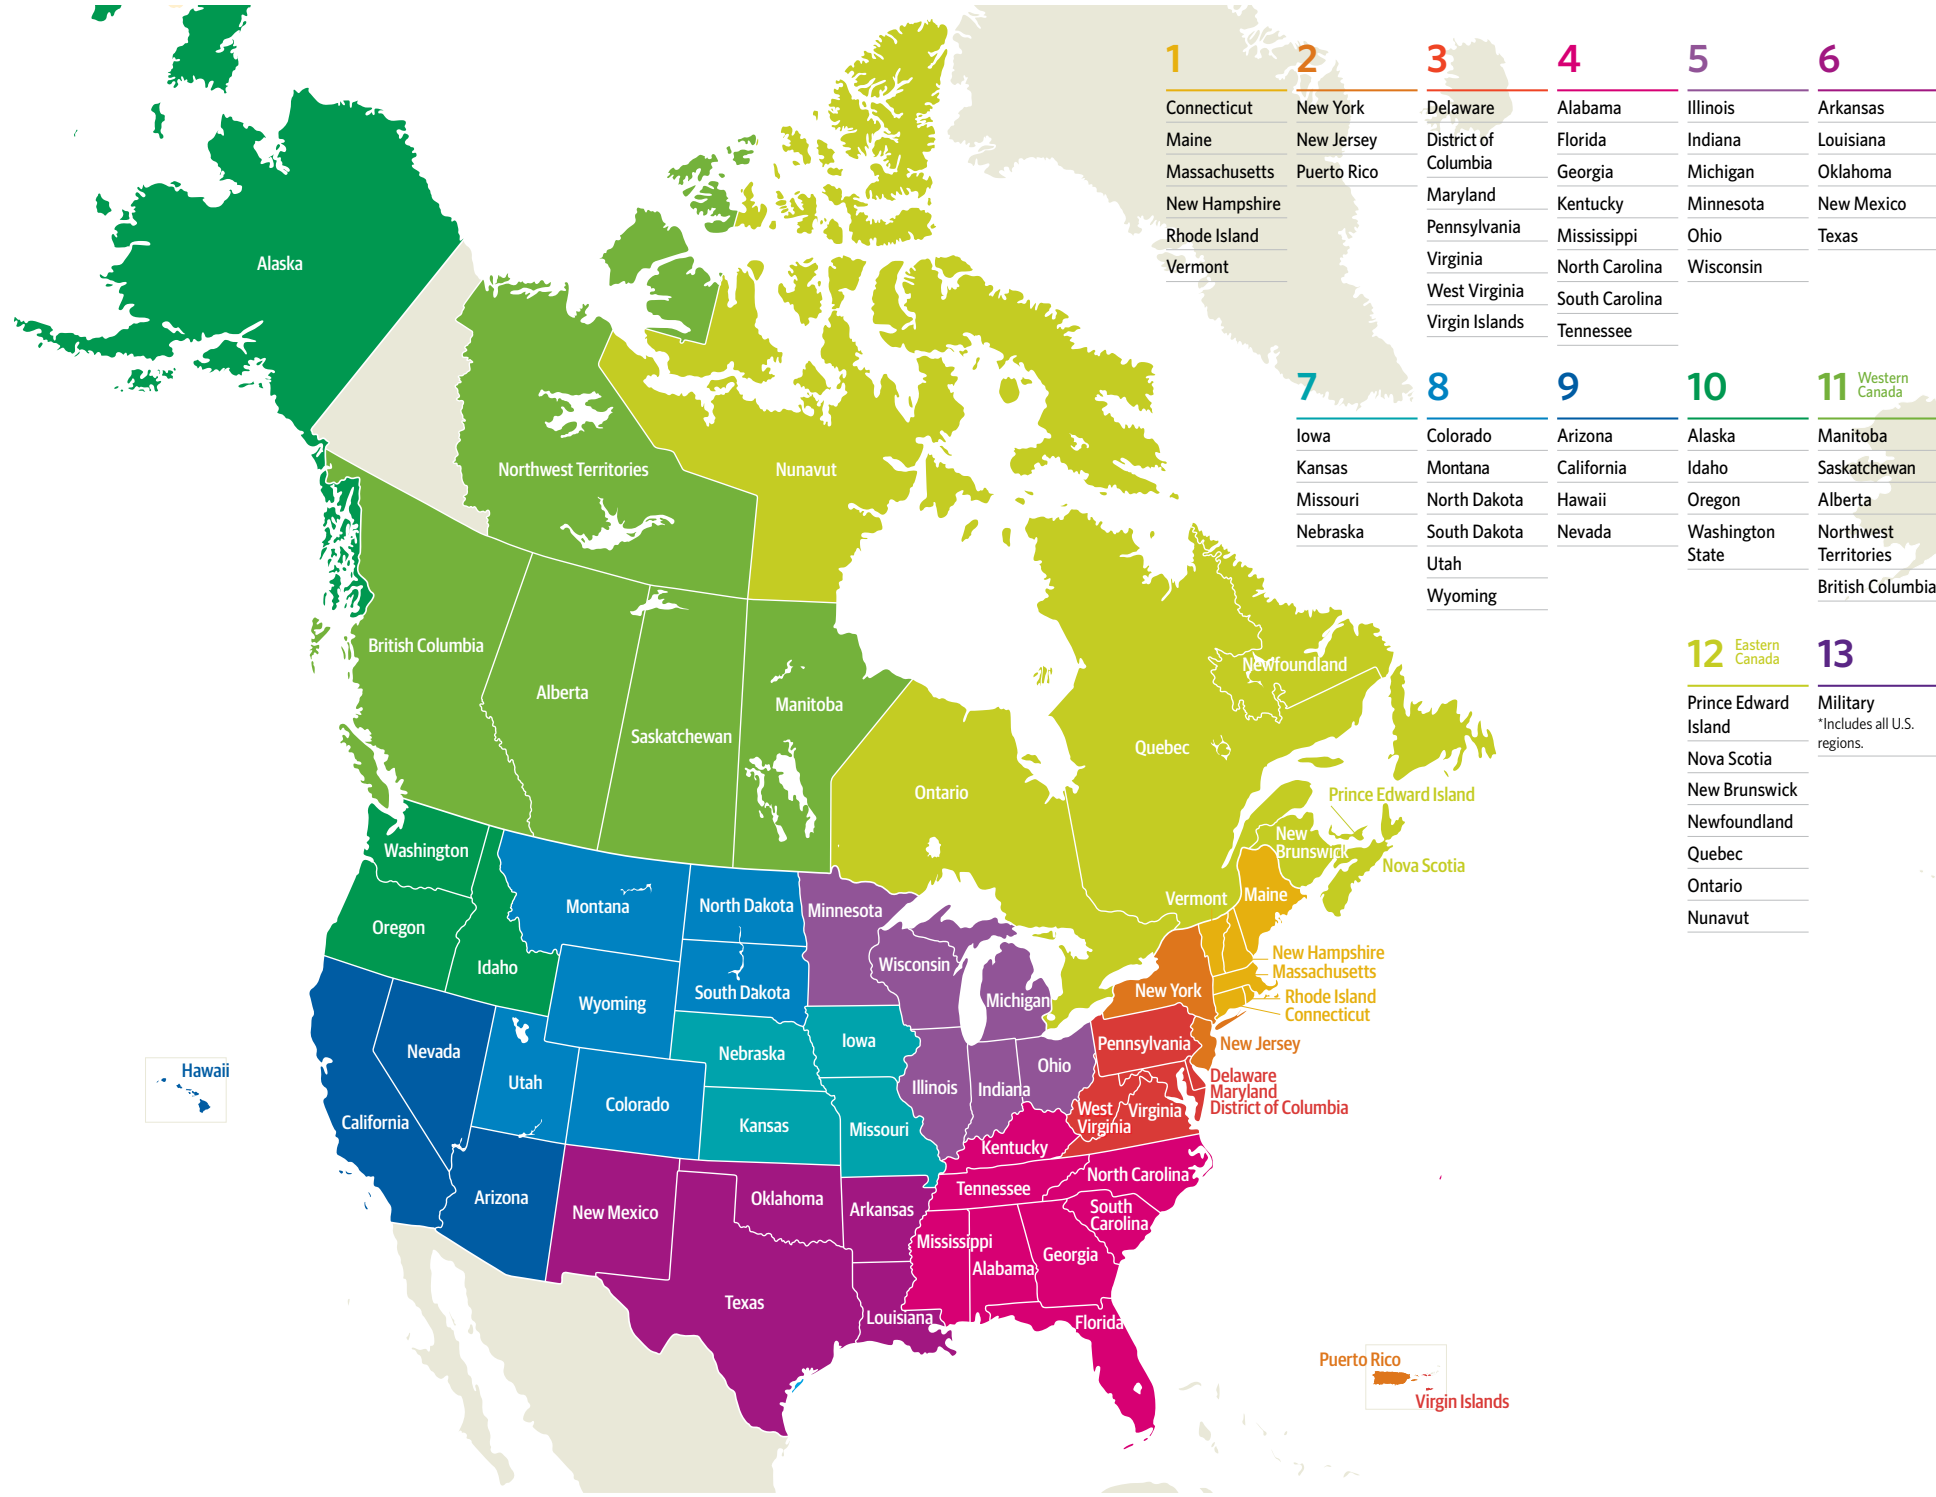 1
Connecticut
Maine
Massachusetts
New Hampshire
Rhode Island
Vermont
2
New York
New Jersey
Puerto Rico
3
Delaware
District of
Columbia
Maryland
Pennsylvania
Virginia
West Virginia
Virgin Islands
4
Alabama
Florida
Georgia
Kentucky
Mississippi
North Carolina
South Carolina
Tennessee
5
Illinois
Indiana
Michigan
Minnesota
Ohio
Wisconsin
6
Arkansas
Louisiana
Oklahoma
New Mexico
Texas
7
Iowa
Kansas
Missouri
Nebraska
8
Colorado
Montana
North Dakota
South Dakota
Utah
Wyoming
9
Arizona
California
Hawaii
Nevada
10
Alaska
Idaho
Oregon
Washington
State
11 Western
Canada
Manitoba
Saskatchewan
Alberta
Northwest
Territories
British Columbia
12 Eastern
Canada
Prince Edward
Island
Nova Scotia
New Brunswick
Newfoundland
Quebec
Ontario
Nunavut
13
Military
*Includes all U.S.
regions.
Alaska
Northwest Territories
Nunavut
British Columbia
Alberta
Saskatchewan
Manitoba
Ontario
Quebec
Newfoundland
Prince Edward Island
New
Brunswick
Nova Scotia
Washington
Oregon
Idaho
Montana
North Dakota
Minnesota
Vermont
Maine
Wisconsin
Michigan
New York
New Hampshire
Massachusetts
Rhode Island
Connecticut
Wyoming
South Dakota
Nebraska
Iowa
Pennsylvania
New Jersey
Hawaii
Nevada
Utah
Colorado
Kansas
Missouri
Illinois
Indiana
Ohio
West
Virginia
Virginia
Delaware
Maryland
District of Columbia
California
Arizona
New Mexico
Oklahoma
Arkansas
Kentucky
Tennessee
North Carolina
South
Carolina
Mississippi
Alabama
Georgia
Texas
Louisiana
Florida
Puerto Rico
Virgin Islands